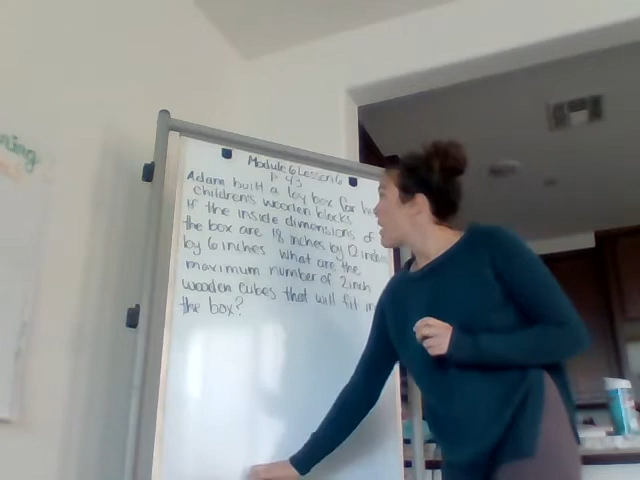 Module 6 Lesson 6
P 43
Adam built a toy box for
children's wooden blocks.
If the inside dimensions of
the box are 18 inches by 12 inches
by 6 inches what are the
maximum number of 2 inch
wooden cubes that will fit in
the box?
ning